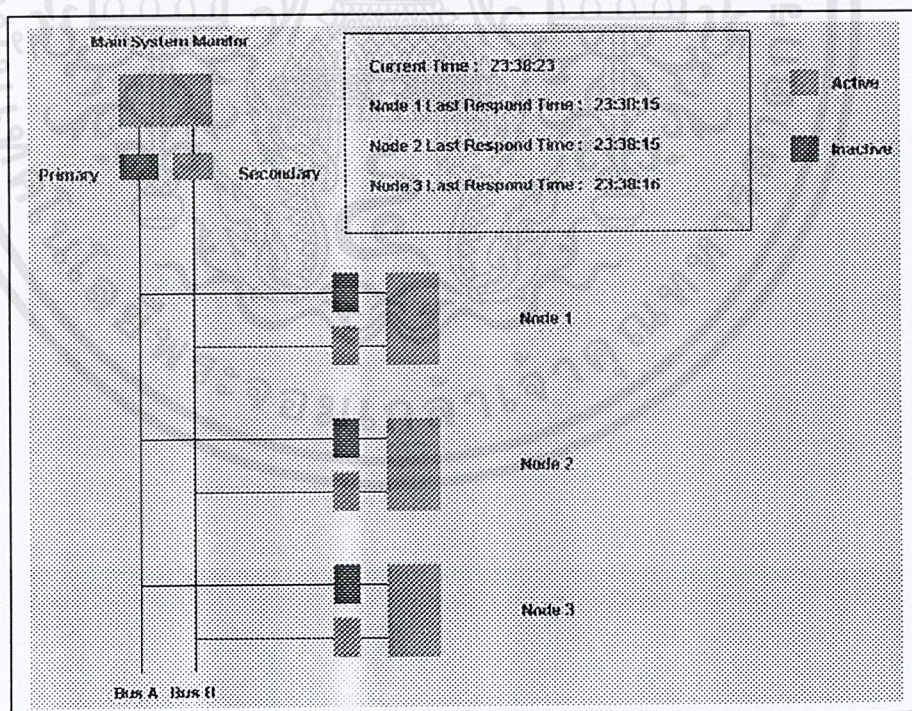 Main System Monitor
Current Time : 23:38:23
Node 1 Last Respond Time : 23:38:15
Node 2 Last Respond Time : 23:38:15
Node 3 Last Respond Time : 23:38:16
Active
Inactive
Primary
Secondary
Node 1
Node 2
Node 3
Bus A Bus B